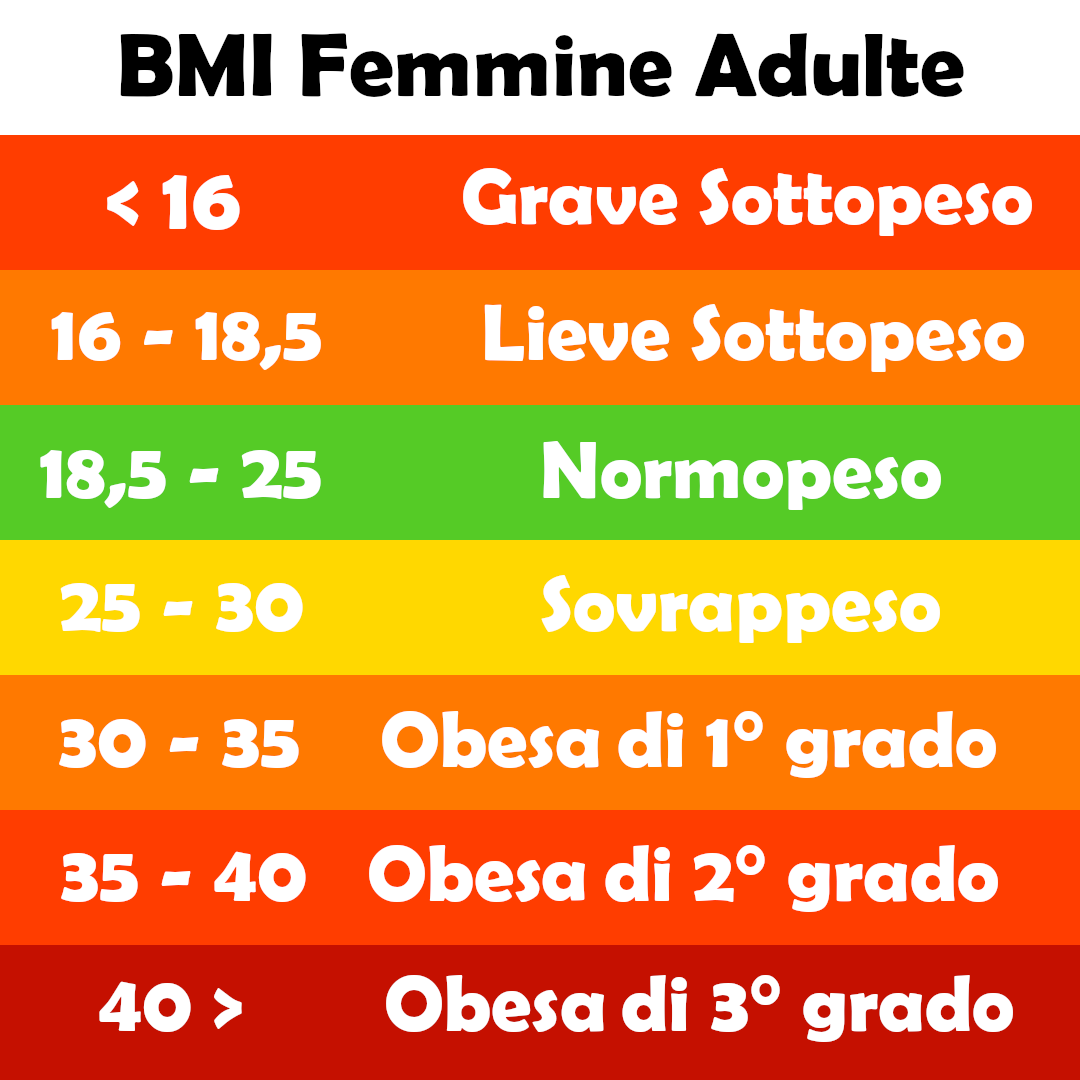 BMI Femmine Adulte
< 16 Grave Sottopeso
16 - 18,5 Lieve Sottopeso
18,5 - 25 Normopeso
25 - 30 Sovrappeso
30 - 35 Obesa di 1° grado
35 - 40 Obesa di 2° grado
40 > Obesa di 3° grado